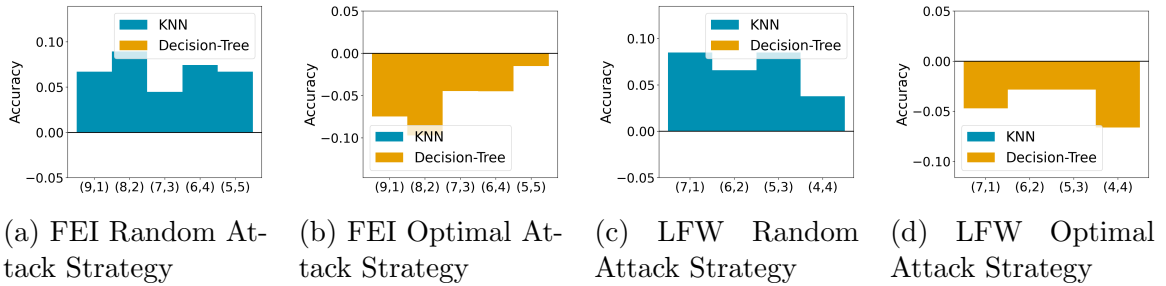 0.10
0.05
0.00
−0.05
Accuracy
KNN
Decision-Tree
(9,1) (8,2) (7,3) (6,4) (5,5)
0.05
0.00
−0.05
−0.10
Accuracy
KNN
Decision-Tree
(9,1) (8,2) (7,3) (6,4) (5,5)
0.10
0.05
0.00
−0.05
Accuracy
KNN
Decision-Tree
(7,1) (6,2) (5,3) (4,4)
0.05
0.00
−0.05
−0.10
Accuracy
KNN
Decision-Tree
(7,1) (6,2) (5,3) (4,4)
(a) FEI Random At-
tack Strategy
(b) FEI Optimal At-
tack Strategy
(c) LFW Random
Attack Strategy
(d) LFW Optimal
Attack Strategy